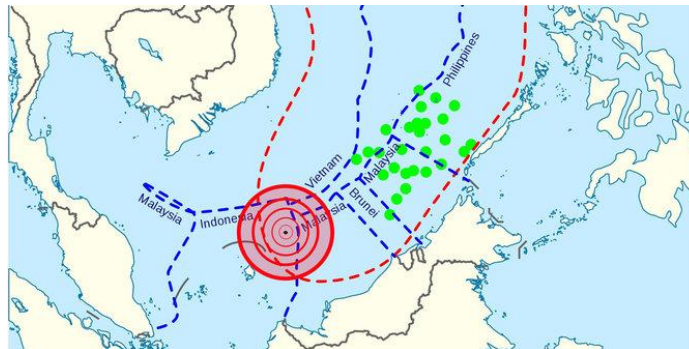 Philippines
Vietnam
Malaysia
Malaysia
Indonesia
Malaysia
Brunei